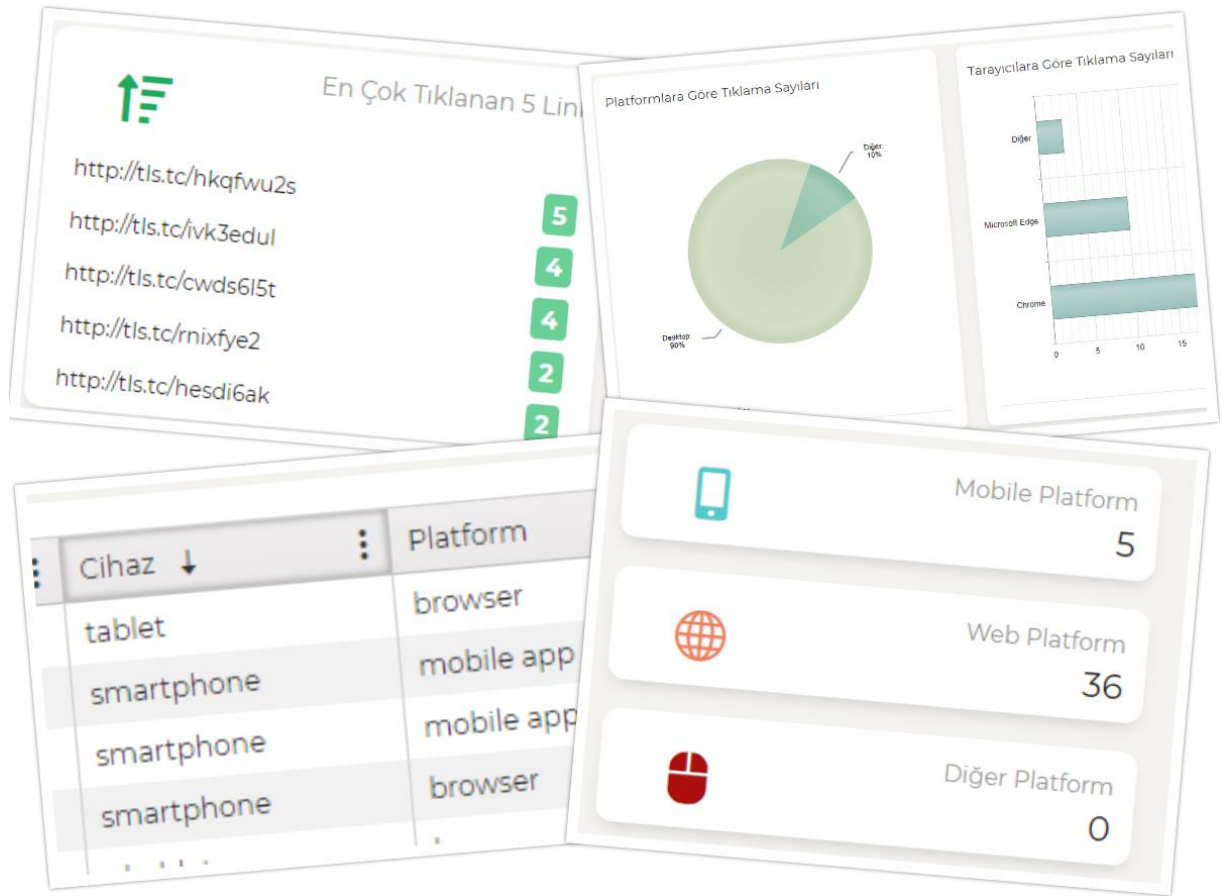 En Çok Tıklanan 5 Lin
http://tls.tc/hkqfwu2s
5
http://tls.tc/ivk3edul
4
http://tls.tc/cwds6l5t
4
http://tls.tc/rnixfye2
2
http://tls.tc/hesdi6ak
2
Platformlara Göre Tıklama Sayıları
Diğer:
10%
Desktop:
90%
Tarayıcılara Göre Tıklama Sayıları
Diğer
Microsoft Edge
Chrome
0 5 10 15
Cihaz ↓ Platform
tablet browser
smartphone mobile app
smartphone mobile app
smartphone browser
Mobile Platform
5
Web Platform
36
Diğer Platform
0